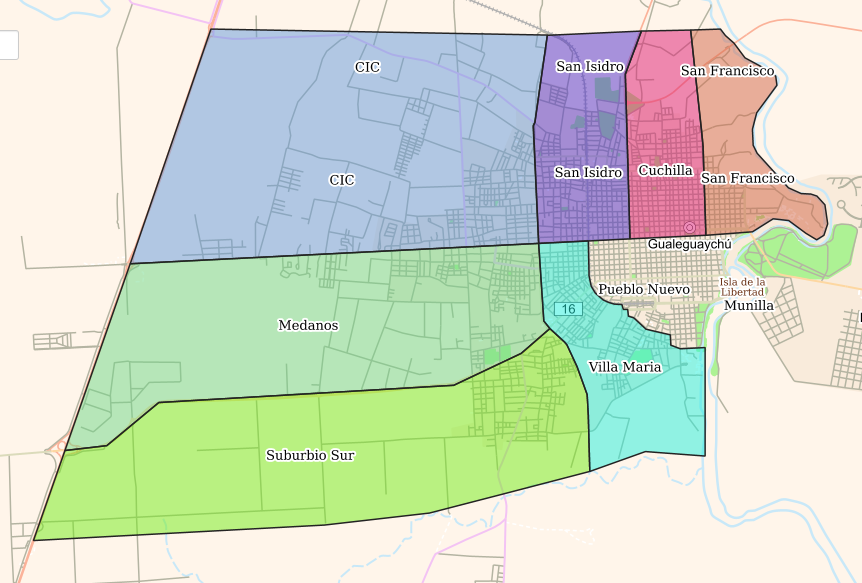 CIC
San Isidro
San Francisco
CIC
San Isidro
Cuchilla
San Francisco
Gualeguaychú
Pueblo Nuevo
Isla de la
Libertad
Munilla
16
Medanos
Villa Maria
Suburbio Sur